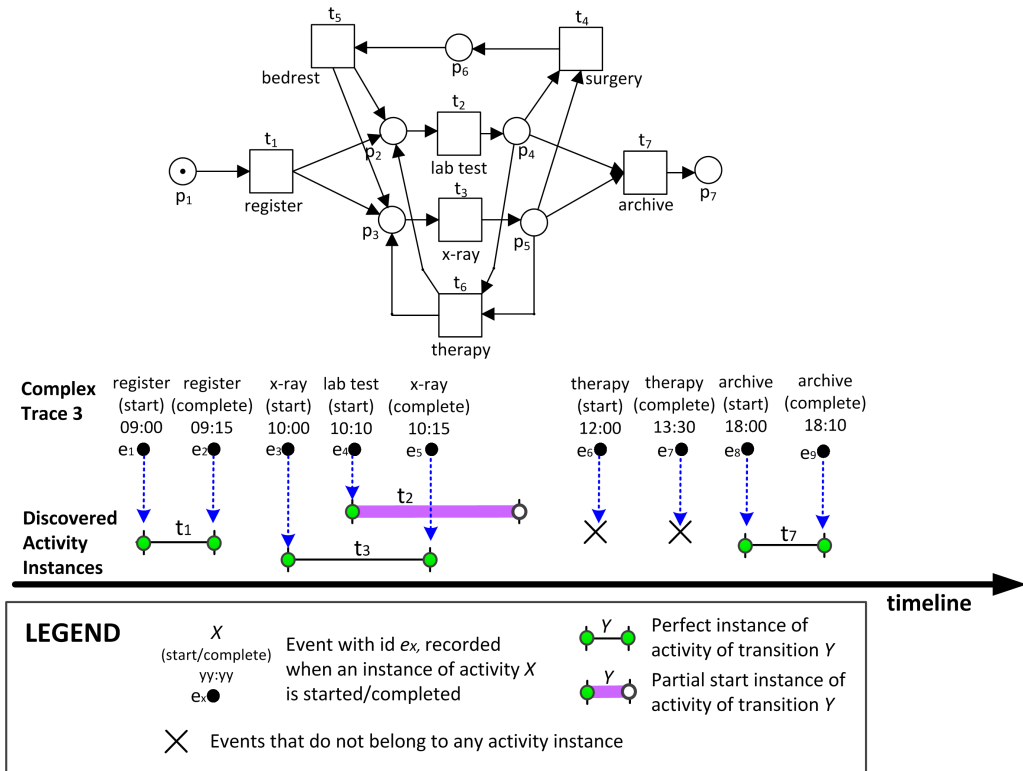 t5
bedrest
p6
t4
surgery
t2
p2
lab test
p4
t1
register
p1
t7
archive
p7
t3
p3
x-ray
p5
t6
therapy
Complex
Trace 3
register
(start)
09:00
e1
register
(complete)
09:15
e2
x-ray
(start)
10:00
e3
lab test
(start)
10:10
e4
x-ray
(complete)
10:15
e5
therapy
(start)
12:00
e6
therapy
(complete)
13:30
e7
archive
(start)
18:00
e8
archive
(complete)
18:10
e9
Discovered
Activity
Instances
t1
t2
t3
t7
timeline
LEGEND
X
(start/complete)
yy:yy
ex
Event with id ex, recorded
when an instance of activity X
is started/completed
Y
Perfect instance of
activity of transition Y
Y
Partial start instance of
activity of transition Y
Events that do not belong to any activity instance